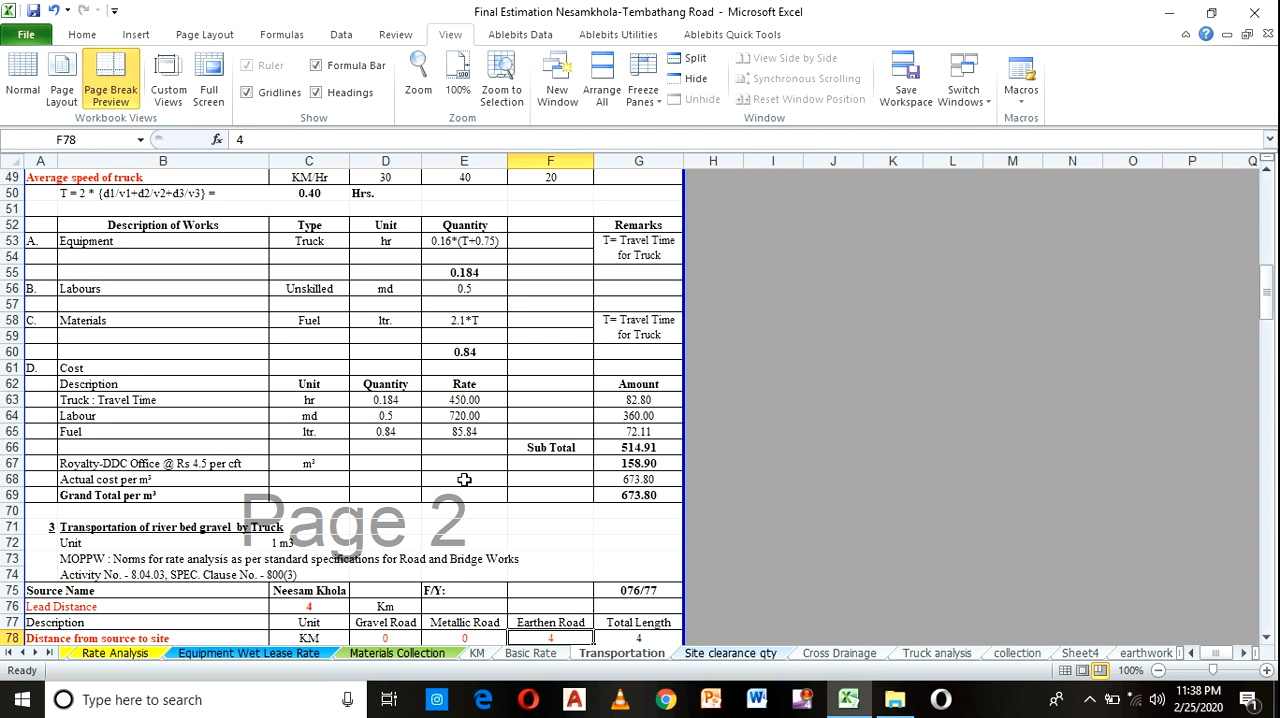 Final Estimation Nesamkhola-Tembathang Road - Microsoft Excel
File Home Insert Page Layout Formulas Data Review View Ablebits Data Ablebits Utilities Ablebits Quick Tools
Normal Page Layout Page Break Preview Custom Views Full Screen
Workbook Views
Ruler Formula Bar
Gridlines Headings
Show
Zoom 100% Zoom to Selection
Zoom
New Window Arrange All Freeze Panes
Split
Hide
Unhide
View Side by Side
Synchronous Scrolling
Reset Window Position
Window
Save Workspace Switch Windows
Macros
Macros
F78 fx 4
A B C D E F G H I J K L M N O P Q
49 Average speed of truck KM/Hr 30 40 20
50 T = 2 * {d1/v1+d2/v2+d3/v3} = 0.40 Hrs.
51
52 Description of Works Type Unit Quantity Remarks
53 A. Equipment Truck hr 0.16*(T+0.75) T= Travel Time
54 for Truck
55 0.184
56 B. Labours Unskilled md 0.5
57
58 C. Materials Fuel ltr. 2.1*T T= Travel Time
59 for Truck
60 0.84
61 D. Cost
62 Description Unit Quantity Rate Amount
63 Truck : Travel Time hr 0.184 450.00 82.80
64 Labour md 0.5 720.00 360.00
65 Fuel ltr. 0.84 85.84 72.11
66 Sub Total 514.91
67 Royalty-DDC Office @ Rs 4.5 per cft m³ 158.90
68 Actual cost per m³ 673.80
69 Grand Total per m³ 673.80
Page 2
70
71 3 Transportation of river bed gravel by Truck
72 Unit 1 m3
73 MOPPW : Norms for rate analysis as per standard specifications for Road and Bridge Works
74 Activity No. - 8.04.03, SPEC. Clause No. - 800(3)
75 Source Name Neesam Khola F/Y: 076/77
76 Lead Distance 4 Km
77 Description Unit Gravel Road Metallic Road Earthen Road Total Length
78 Distance from source to site KM 0 0 4 4
Rate Analysis Equipment Wet Lease Rate Materials Collection KM Basic Rate Transportation Site clearance qty Cross Drainage Truck analysis collection Sheet4 earthwork
Ready 100%
Type here to search
11:38 PM
2/25/2020